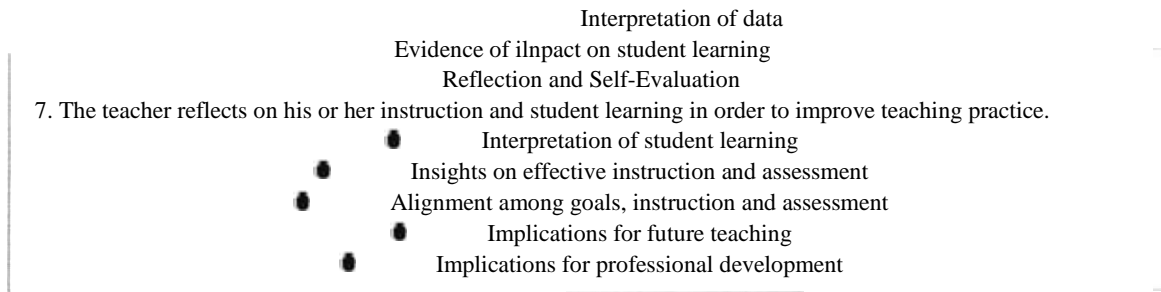 Interpretation of data
Evidence of ilnpact on student learning
Reflection and Self-Evaluation
7. The teacher reflects on his or her instruction and student learning in order to improve teaching practice.
Interpretation of student learning
Insights on effective instruction and assessment
Alignment among goals, instruction and assessment
Implications for future teaching
Implications for professional development